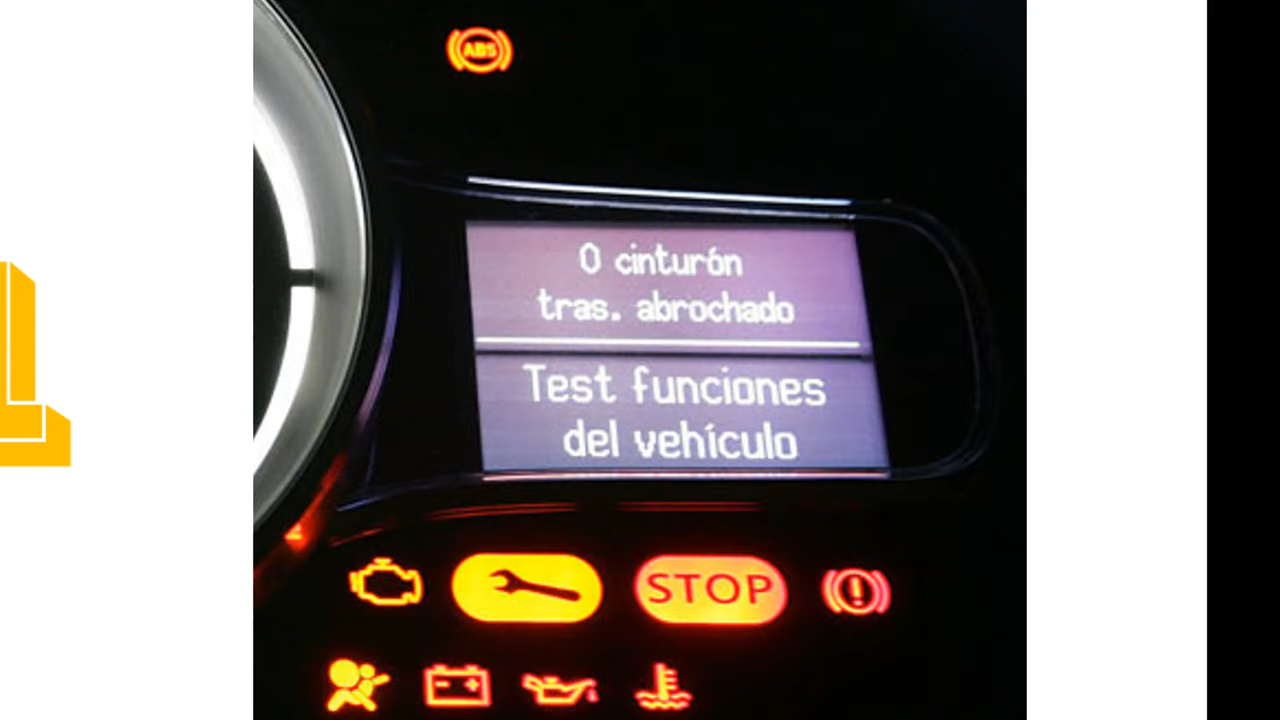 ABS
0 cinturón
tras. abrochado
Test funciones
del vehículo
STOP